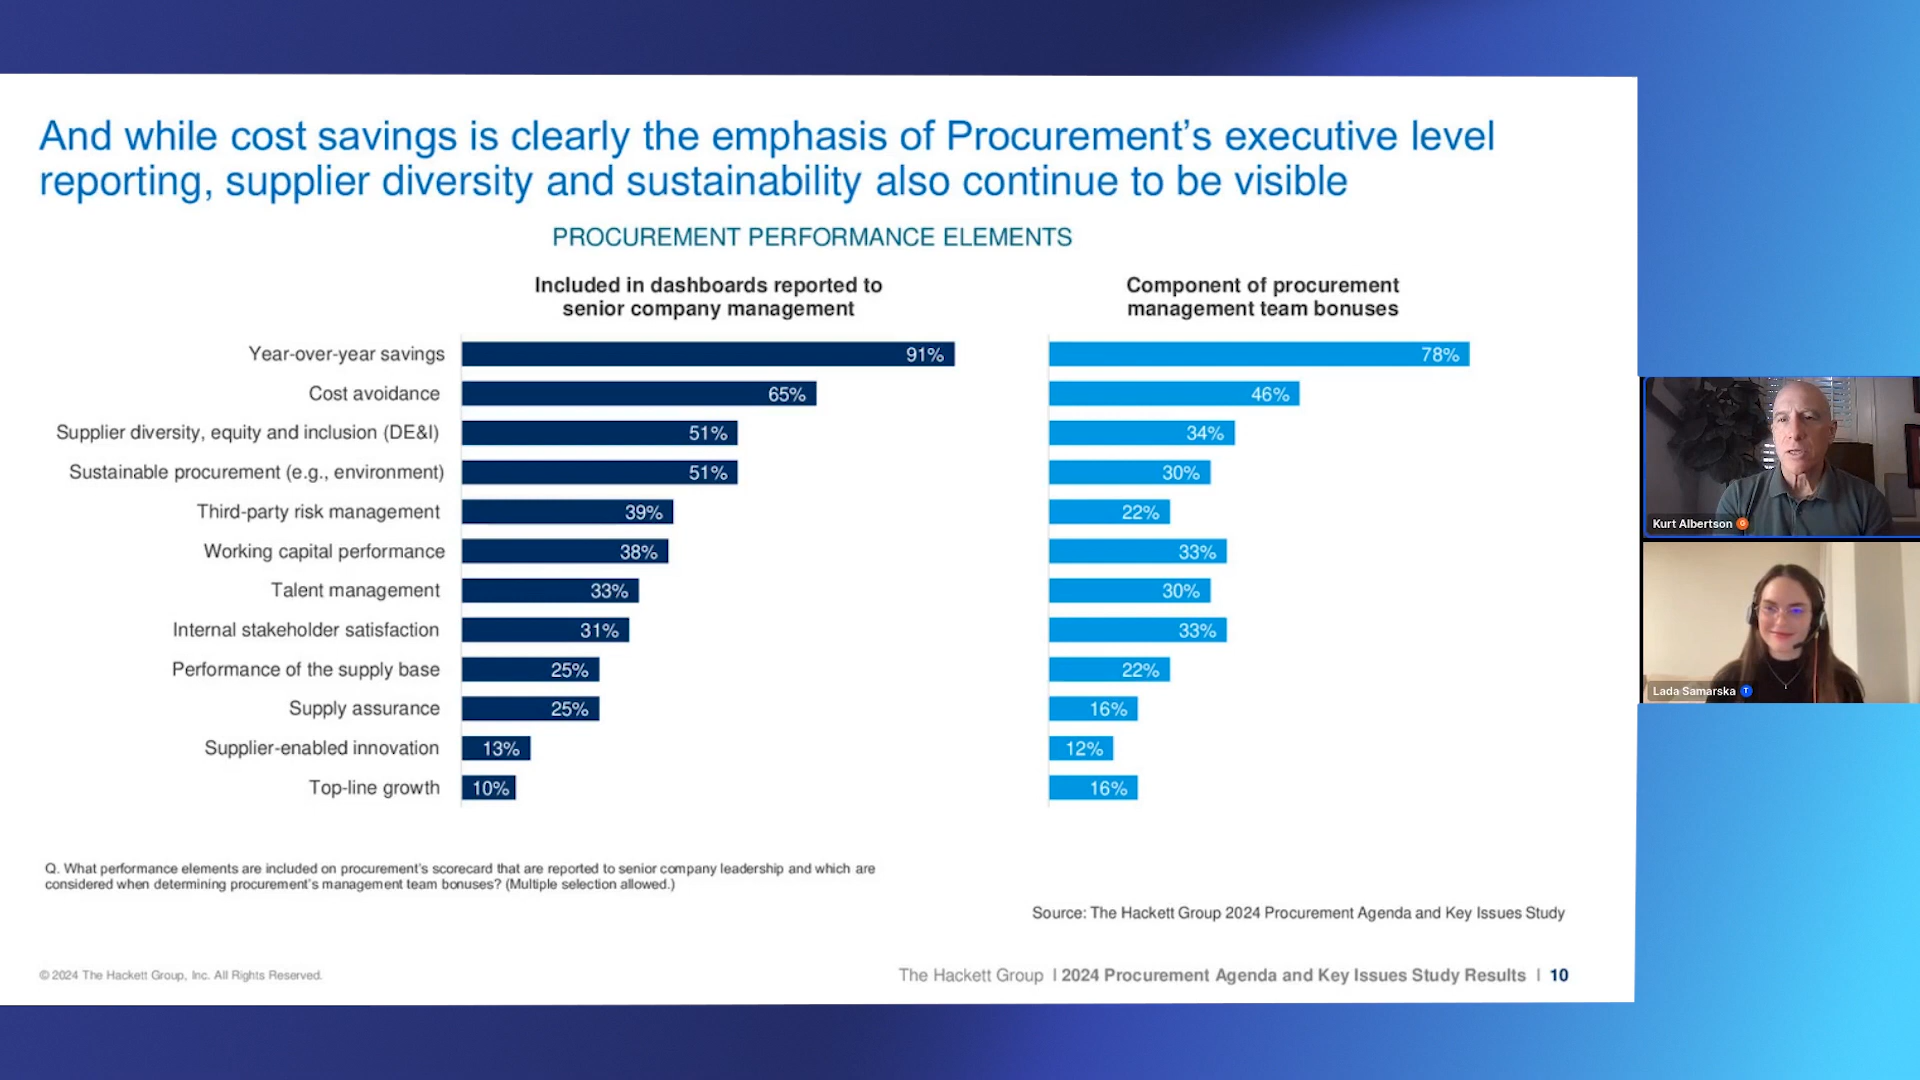 And while cost savings is clearly the emphasis of Procurement's executive level
reporting, supplier diversity and sustainability also continue to be visible
PROCUREMENT PERFORMANCE ELEMENTS
Included in dashboards reported to
senior company management
Component of procurement
management team bonuses
Year-over-year savings 91% 78%
Cost avoidance 65% 46%
Supplier diversity, equity and inclusion (DE&I) 51% 34%
Sustainable procurement (e.g., environment) 51% 30%
Third-party risk management 39% 22%
Working capital performance 38% 33%
Talent management 33% 30%
Internal stakeholder satisfaction 31% 33%
Performance of the supply base 25% 22%
Supply assurance 25% 16%
Supplier-enabled innovation 13% 12%
Top-line growth 10% 16%
Q. What performance elements are included on procurement's scorecard that are reported to senior company leadership and which are
considered when determining procurement's management team bonuses? (Multiple selection allowed.)
Source: The Hackett Group 2024 Procurement Agenda and Key Issues Study
© 2024 The Hackett Group, Inc. All Rights Reserved.
The Hackett Group | 2024 Procurement Agenda and Key Issues Study Results | 10
Kurt Albertson G
Lada Samarska T